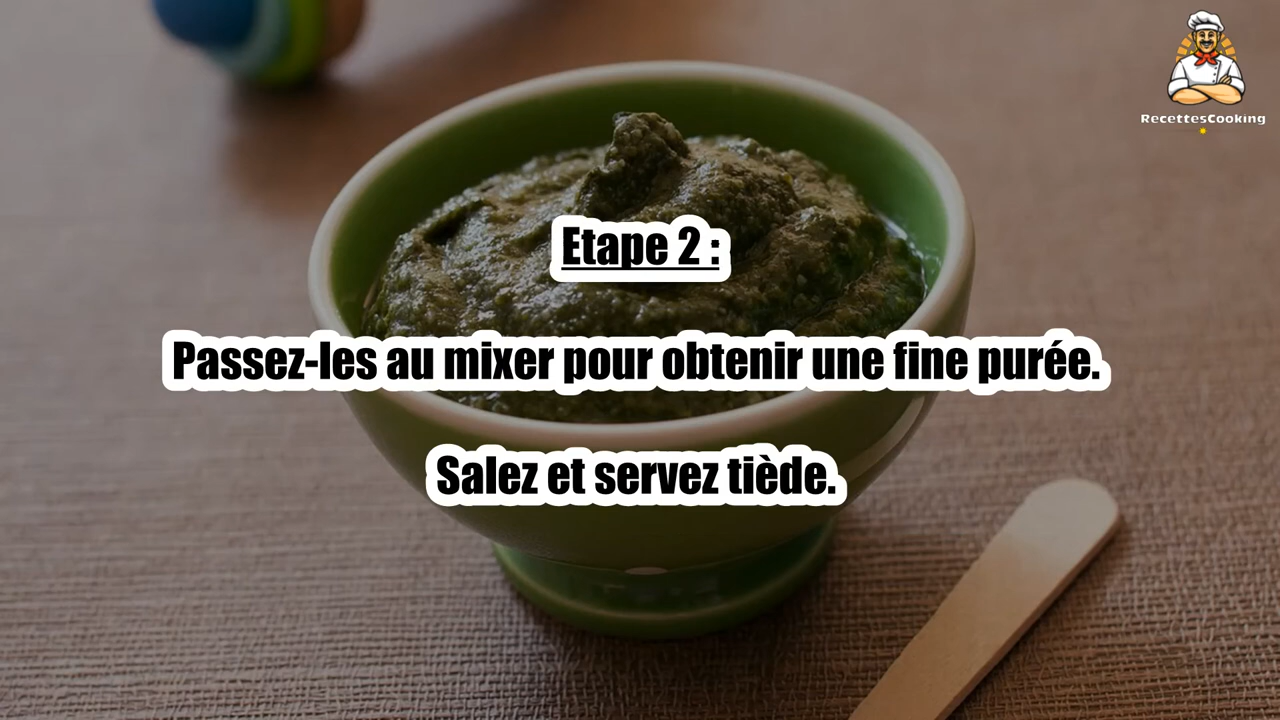 RecettesCooking
Etape 2 :
Passez-les au mixer pour obtenir une fine purée.
Salez et servez tiède.